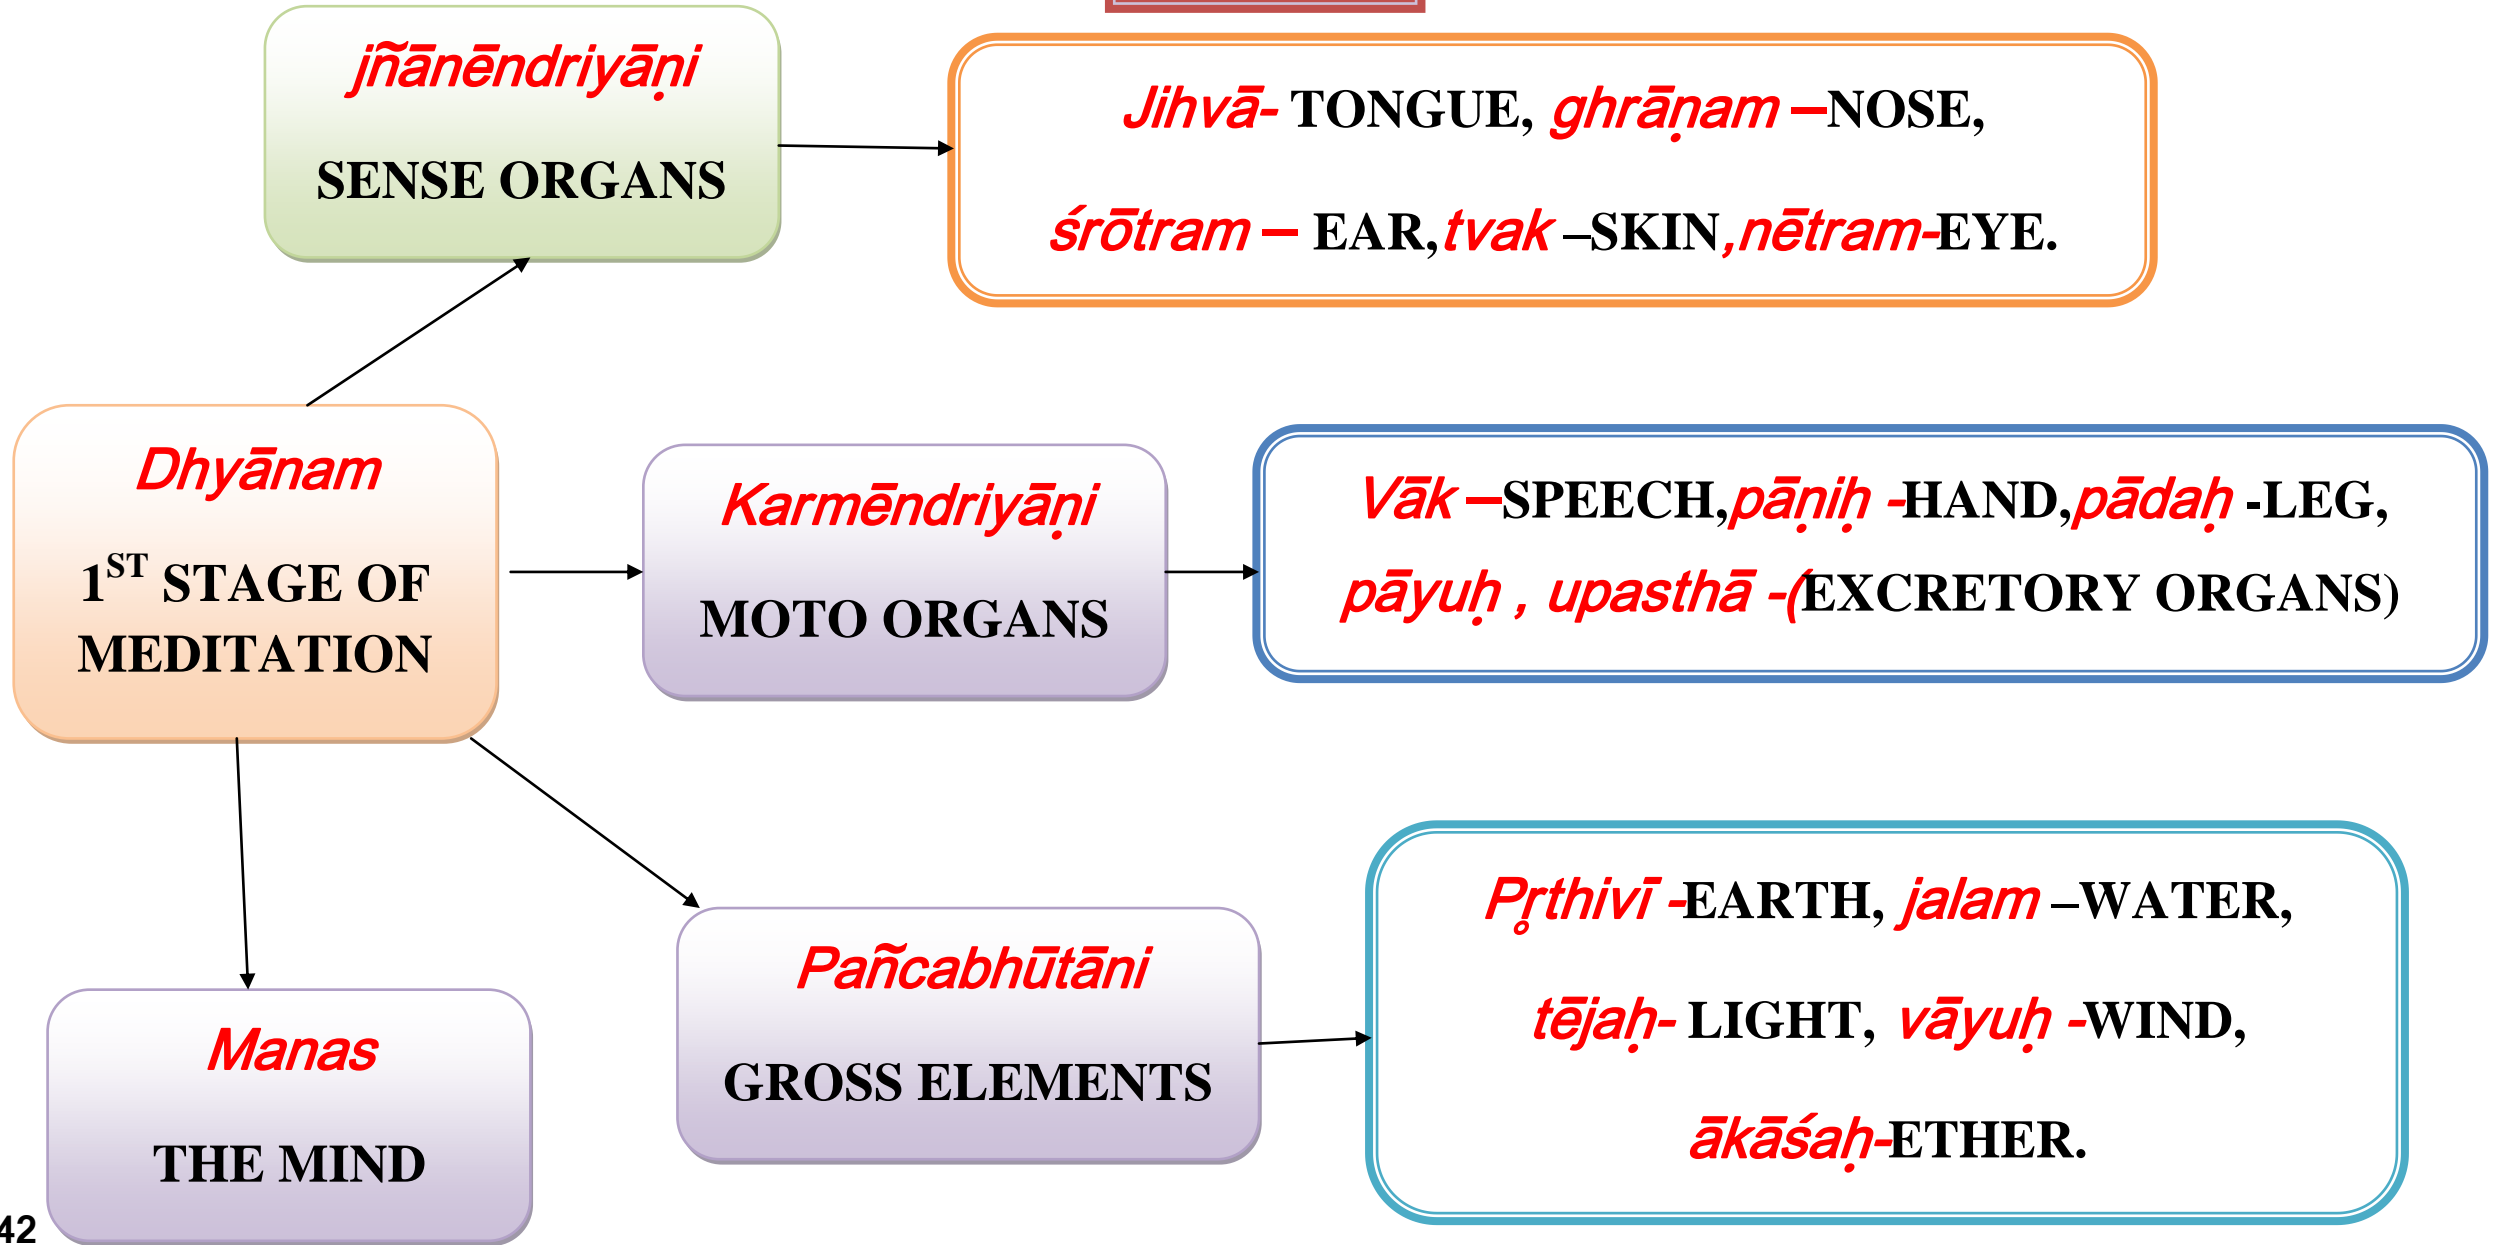 jñānēndriyāṇi
SENSE ORGANS
Jihvā- TONGUE, ghrāṇam —NOSE,
śrōtram — EAR,tvak –SKIN,nētram-EYE.
Dhyānam
1ST STAGE OF
MEDITATION
Karmēndriyāṇi
MOTO ORGANS
Vāk —SPEECH,pāṇiḥ -HAND,pādaḥ -LEG,
pāyuḥ , upasthā -(EXCRETORY ORGANS)
Pañcabhūtāni
GROSS ELEMENTS
Pṛthivī -EARTH, jalam –WATER,
tējaḥ- LIGHT, vāyuḥ -WIND,
ākāśaḥ-ETHER.
Manas
THE MIND
42